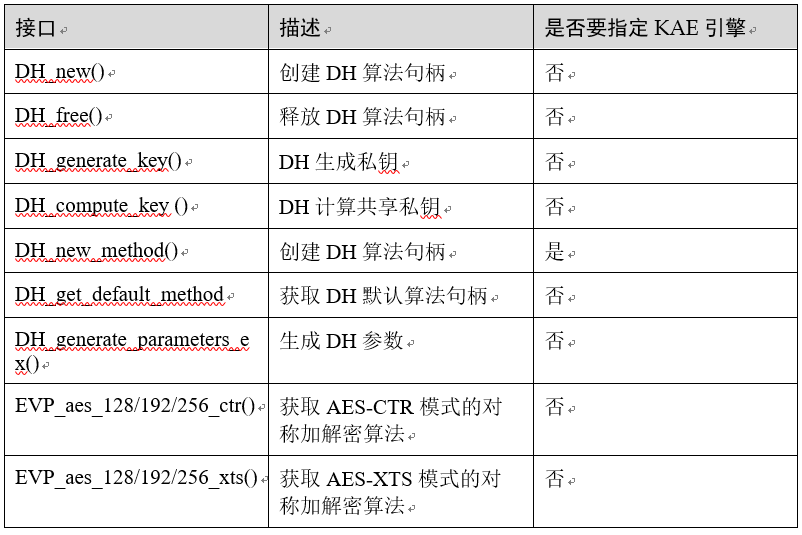 接口 描述 是否要指定 KAE 引擎
DH_new() 创建 DH 算法句柄 否
DH_free() 释放 DH 算法句柄 否
DH_generate_key() DH 生成私钥 否
DH_compute_key () DH 计算共享私钥 否
DH_new_method() 创建 DH 算法句柄 是
DH_get_default_method 获取 DH 默认算法句柄 否
DH_generate_parameters_e 生成 DH 参数 否
x()
EVP_aes_128/192/256_ctr() 获取 AES-CTR 模式的对 否
称加解密算法
EVP_aes_128/192/256_xts() 获取 AES-XTS 模式的对 否
称加解密算法